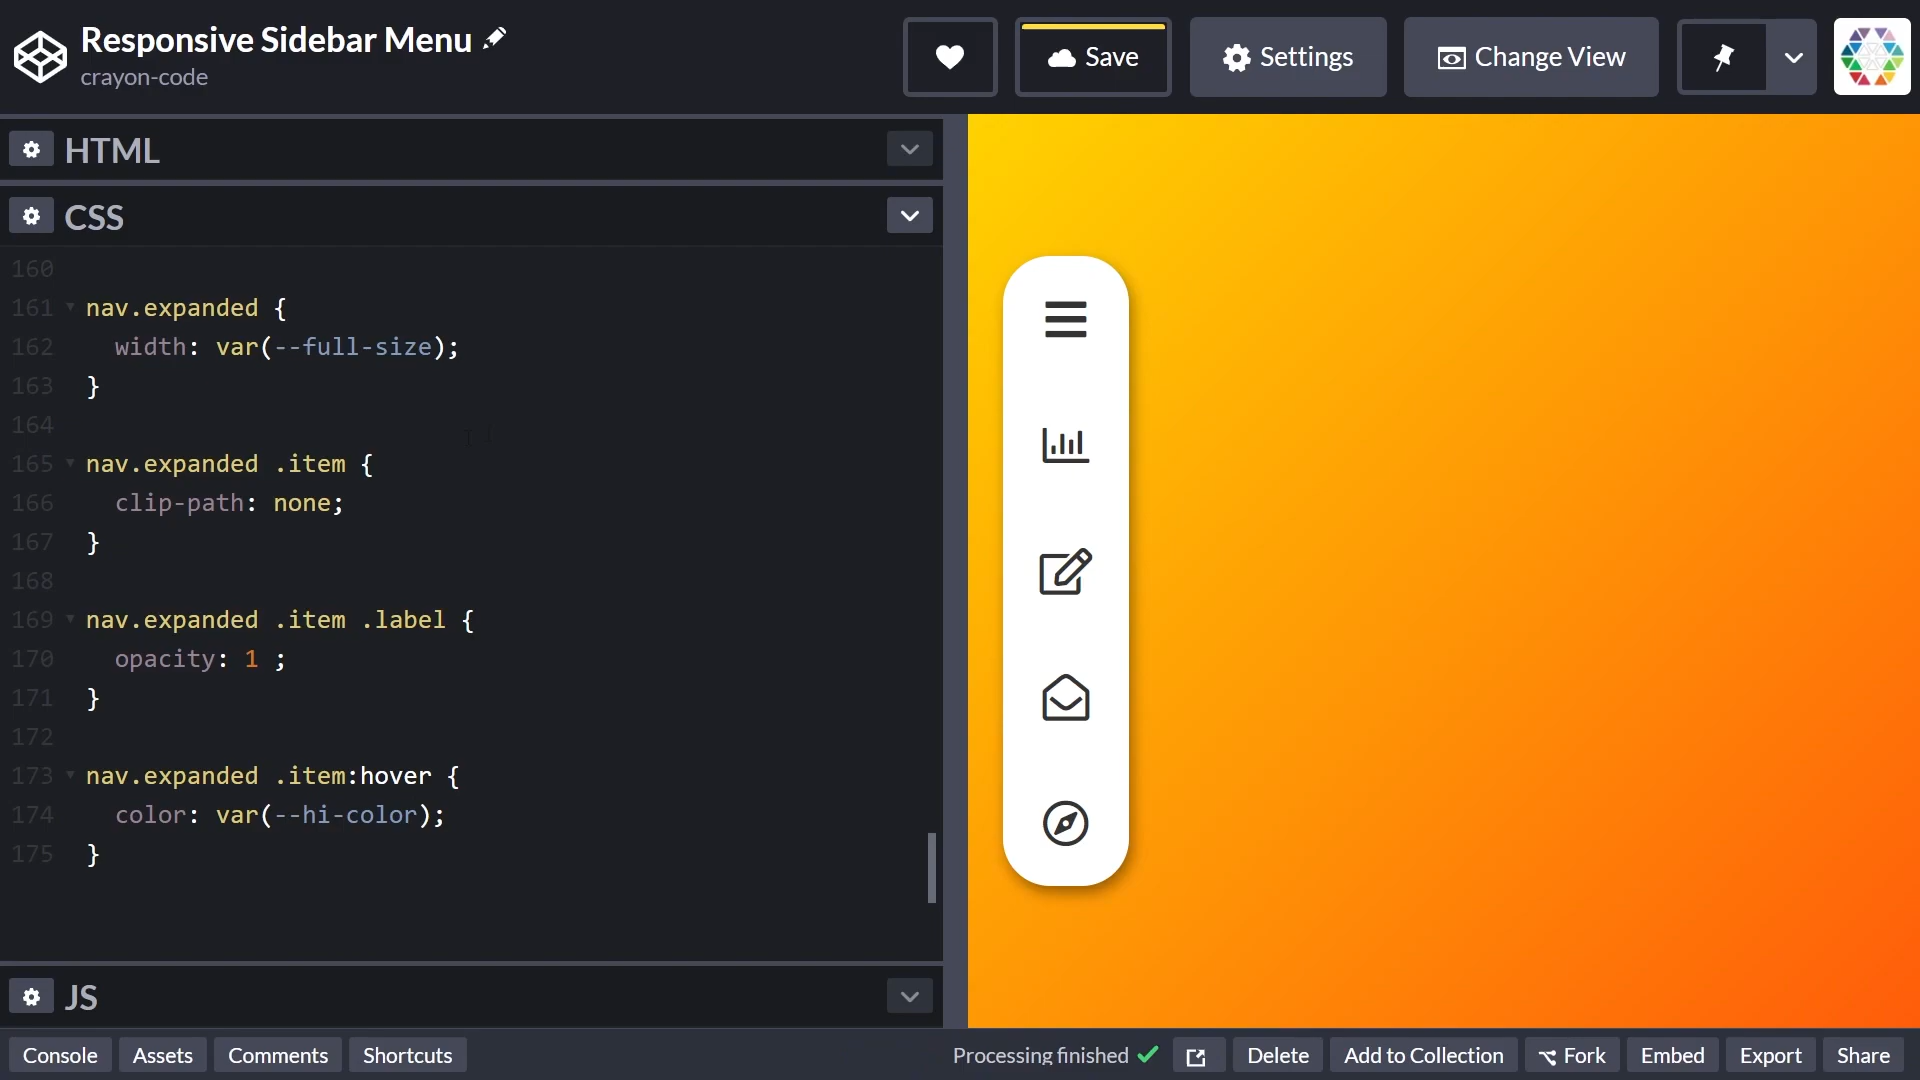 Responsive Sidebar Menu
crayon-code
Save
Settings
Change View
HTML
CSS
160
161 nav.expanded {
162 width: var(--full-size);
163 }
164
165 nav.expanded .item {
166 clip-path: none;
167 }
168
169 nav.expanded .item .label {
170 opacity: 1 ;
171 }
172
173 nav.expanded .item:hover {
174 color: var(--hi-color);
175 }
JS
Console Assets Comments Shortcuts Processing finished Delete Add to Collection Fork Embed Export Share